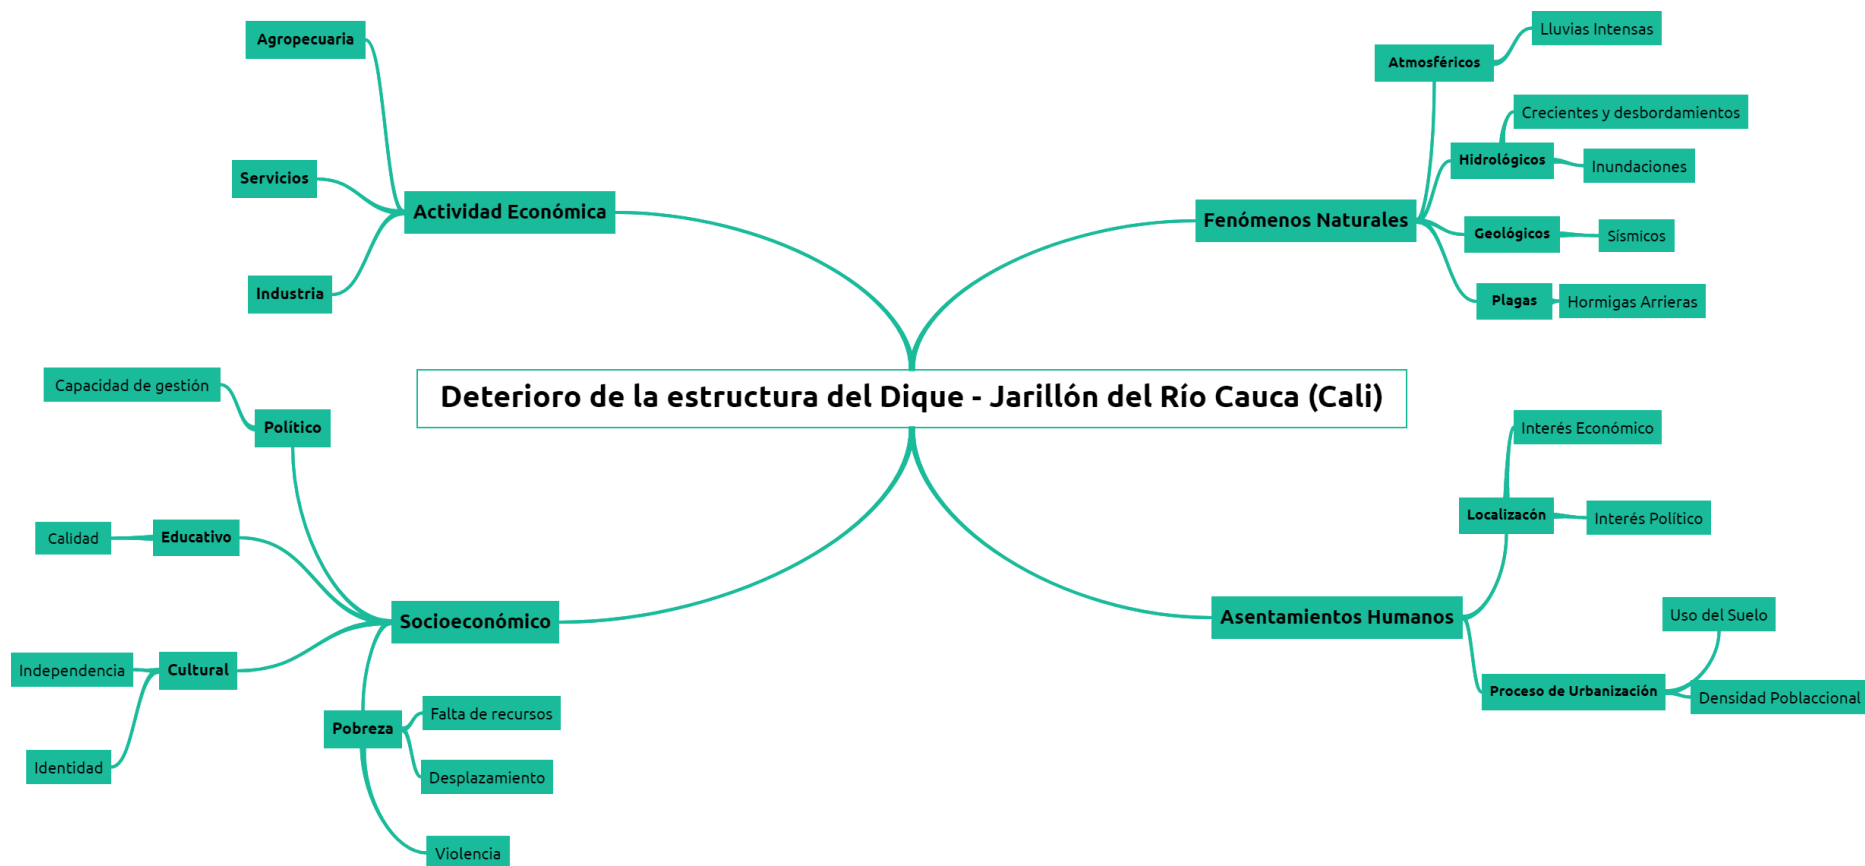 Deterioro de la estructura del Dique - Jarillón del Río Cauca (Cali)
Actividad Económica
Agropecuaria
Servicios
Industria
Fenómenos Naturales
Atmosféricos
Lluvias Intensas
Hidrológicos
Crecientes y desbordamientos
Inundaciones
Geológicos
Sísmicos
Plagas
Hormigas Arrieras
Socioeconómico
Político
Capacidad de gestión
Educativo
Calidad
Cultural
Independencia
Identidad
Pobreza
Falta de recursos
Desplazamiento
Violencia
Asentamientos Humanos
Localizacón
Interés Económico
Interés Político
Proceso de Urbanización
Uso del Suelo
Densidad Poblaccional